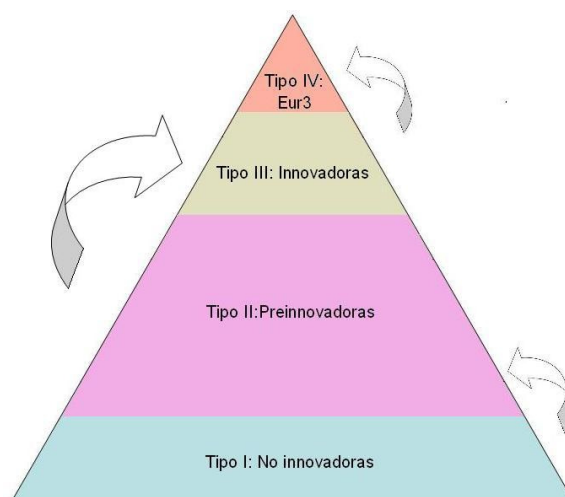 Tipo IV:
Eur3
Tipo III: Innovadoras
Tipo II:Preinnovadoras
Tipo I: No innovadoras